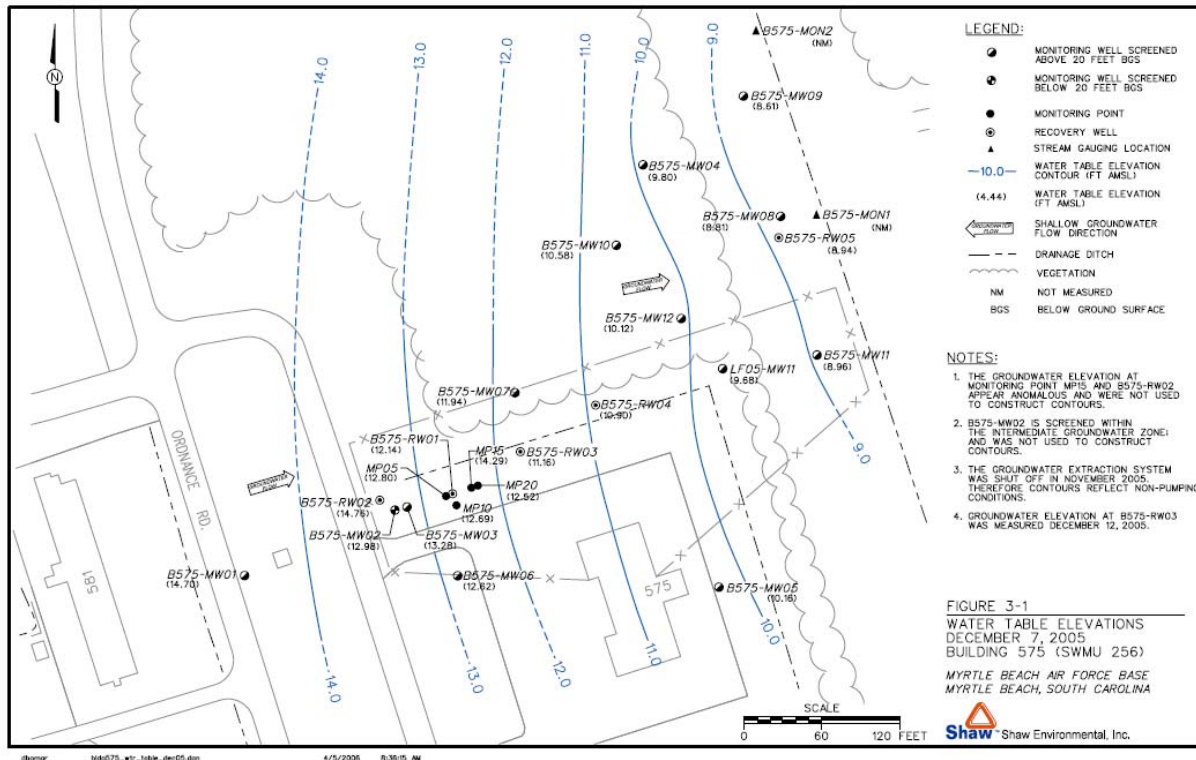 14.0
13.0
12.0
11.0
10.0
9.0
N
B575-MON2
(NM)
B575-MW09
(8.61)
B575-MW04
(9.80)
B575-MW08
(8.81)
B575-MON1
(NM)
B575-RW05
(8.94)
B575-MW10
(10.58)
GROUNDWATER
FLOW
B575-MW12
(10.12)
B575-MW11
(8.96)
LF05-MW11
(9.68)
B575-MW07
(11.94)
B575-RW04
(10.90)
B575-RW01
(12.14)
MP15
(14.29)
B575-RW03
(11.16)
MP05
(12.80)
MP20
(12.52)
9.0
ORDNANCE RD.
GROUNDWATER
FLOW
B575-RW02
(14.76)
MP10
(12.69)
B575-MW02
(12.98)
B575-MW03
(13.28)
B575-MW01
(14.70)
B575-MW06
(12.62)
581
575
B575-MW05
(10.16)
14.0
13.0
12.0
11.0
10.0
LEGEND:
MONITORING WELL SCREENED
ABOVE 20 FEET BGS
MONITORING WELL SCREENED
BELOW 20 FEET BGS
MONITORING POINT
RECOVERY WELL
STREAM GAUGING LOCATION
10.0 WATER TABLE ELEVATION
CONTOUR (FT AMSL)
(4.44) WATER TABLE ELEVATION
(FT AMSL)
GROUNDWATER
FLOW
SHALLOW GROUNDWATER
FLOW DIRECTION
DRAINAGE DITCH
VEGETATION
NM NOT MEASURED
BGS BELOW GROUND SURFACE
NOTES:
1. THE GROUNDWATER ELEVATION AT
MONITORING POINT MP15 AND B575-RW02
APPEAR ANOMALOUS AND WERE NOT USED
TO CONSTRUCT CONTOURS.
2. B575-MW02 IS SCREENED WITHIN
THE INTERMEDIATE GROUNDWATER ZONE;
AND WAS NOT USED TO CONSTRUCT
CONTOURS.
3. THE GROUNDWATER EXTRACTION SYSTEM
WAS SHUT OFF IN NOVEMBER 2005.
THEREFORE CONTOURS REFLECT NON-PUMPING
CONDITIONS.
4. GROUNDWATER ELEVATION AT B575-RW03
WAS MEASURED DECEMBER 12, 2005.
FIGURE 3-1
WATER TABLE ELEVATIONS
DECEMBER 7, 2005
BUILDING 575 (SWMU 256)
MYRTLE BEACH AIR FORCE BASE
MYRTLE BEACH, SOUTH CAROLINA
SCALE
0 60 120 FEET
Shaw™ Shaw Environmental, Inc.
4/5/2006